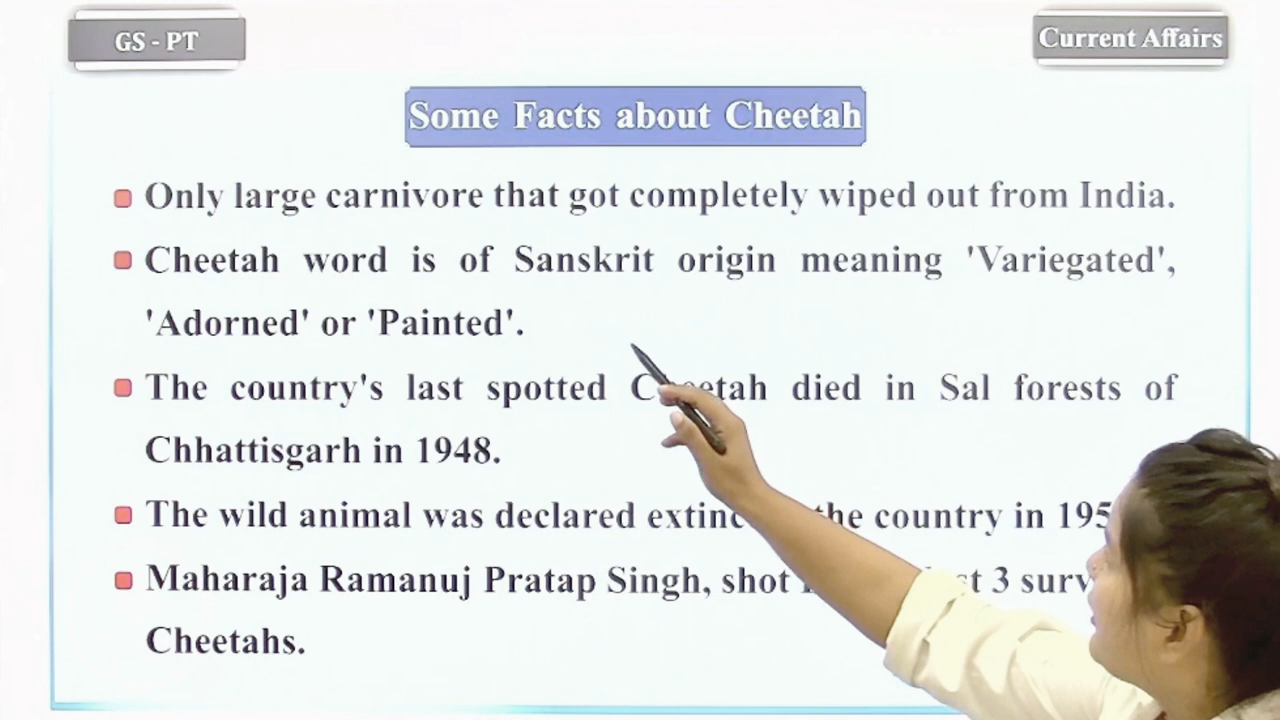 GS - PT
Current Affairs
Some Facts about Cheetah
Only large carnivore that got completely wiped out from India.
Cheetah word is of Sanskrit origin meaning 'Variegated',
'Adorned' or 'Painted'.
The country's last spotted Cheetah died in Sal forests of
Chhattisgarh in 1948.
The wild animal was declared the country in
Maharaja Ramanuj Pratap Singh, shot 3
Cheetahs.